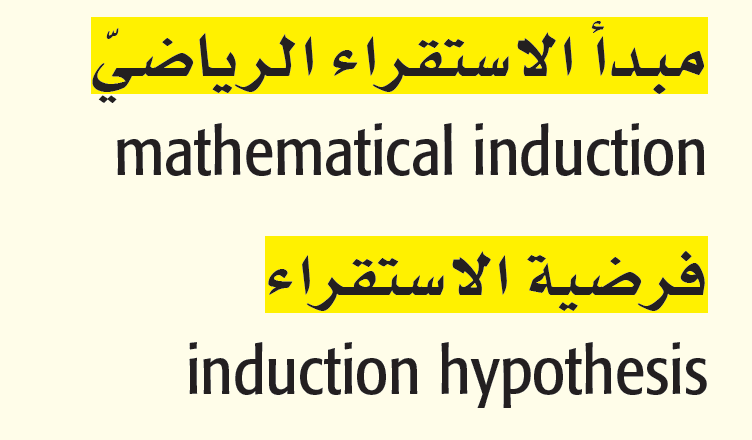 مبدأ الاستقراء الرياضيّ
mathematical induction
فرضية الاستقراء
induction hypothesis